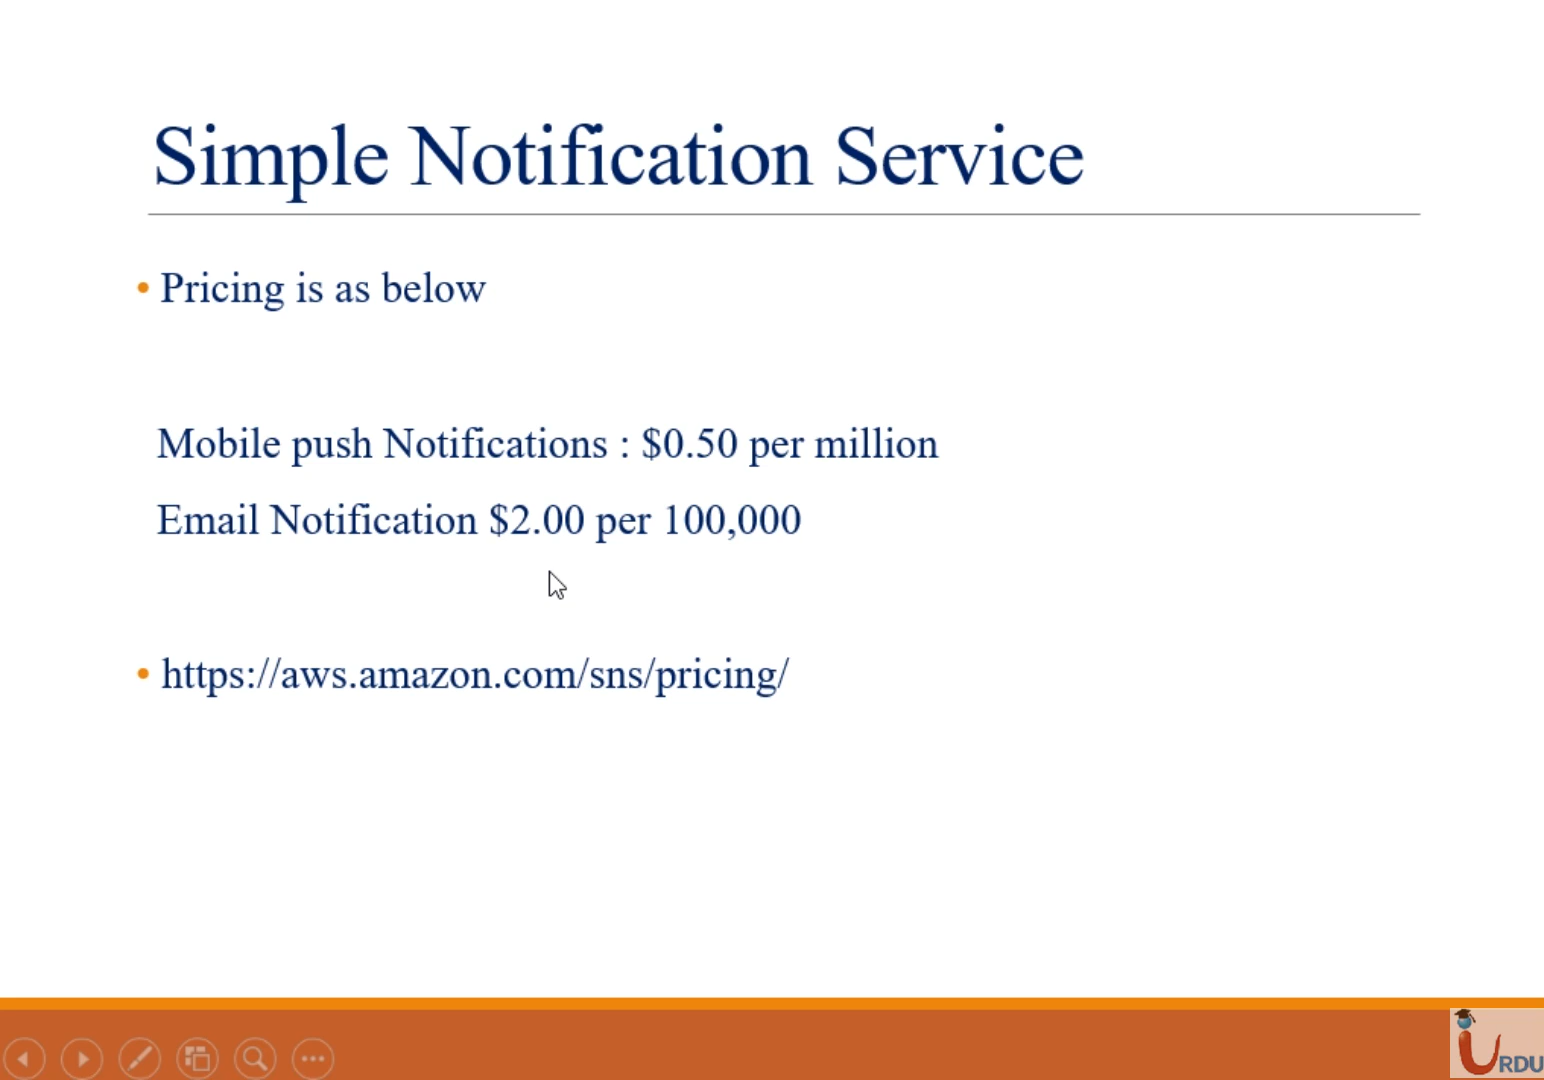 Simple Notification Service
• Pricing is as below
Mobile push Notifications : $0.50 per million
Email Notification $2.00 per 100,000
• https://aws.amazon.com/sns/pricing/
URDU